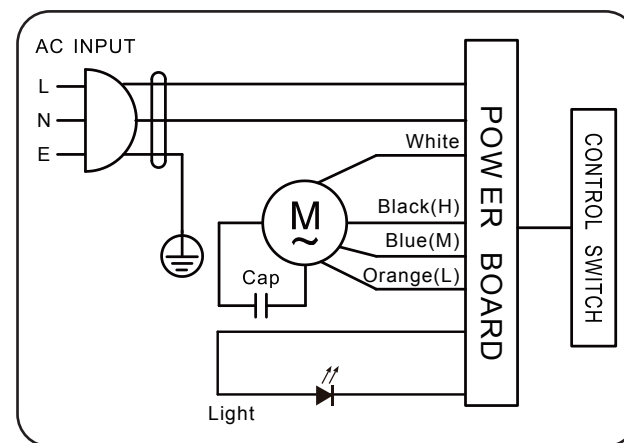 AC INPUT
L
N
E
White
Black(H)
Blue(M)
Orange(L)
M
~
Cap
Light
POWER BOARD
CONTROL SWITCH